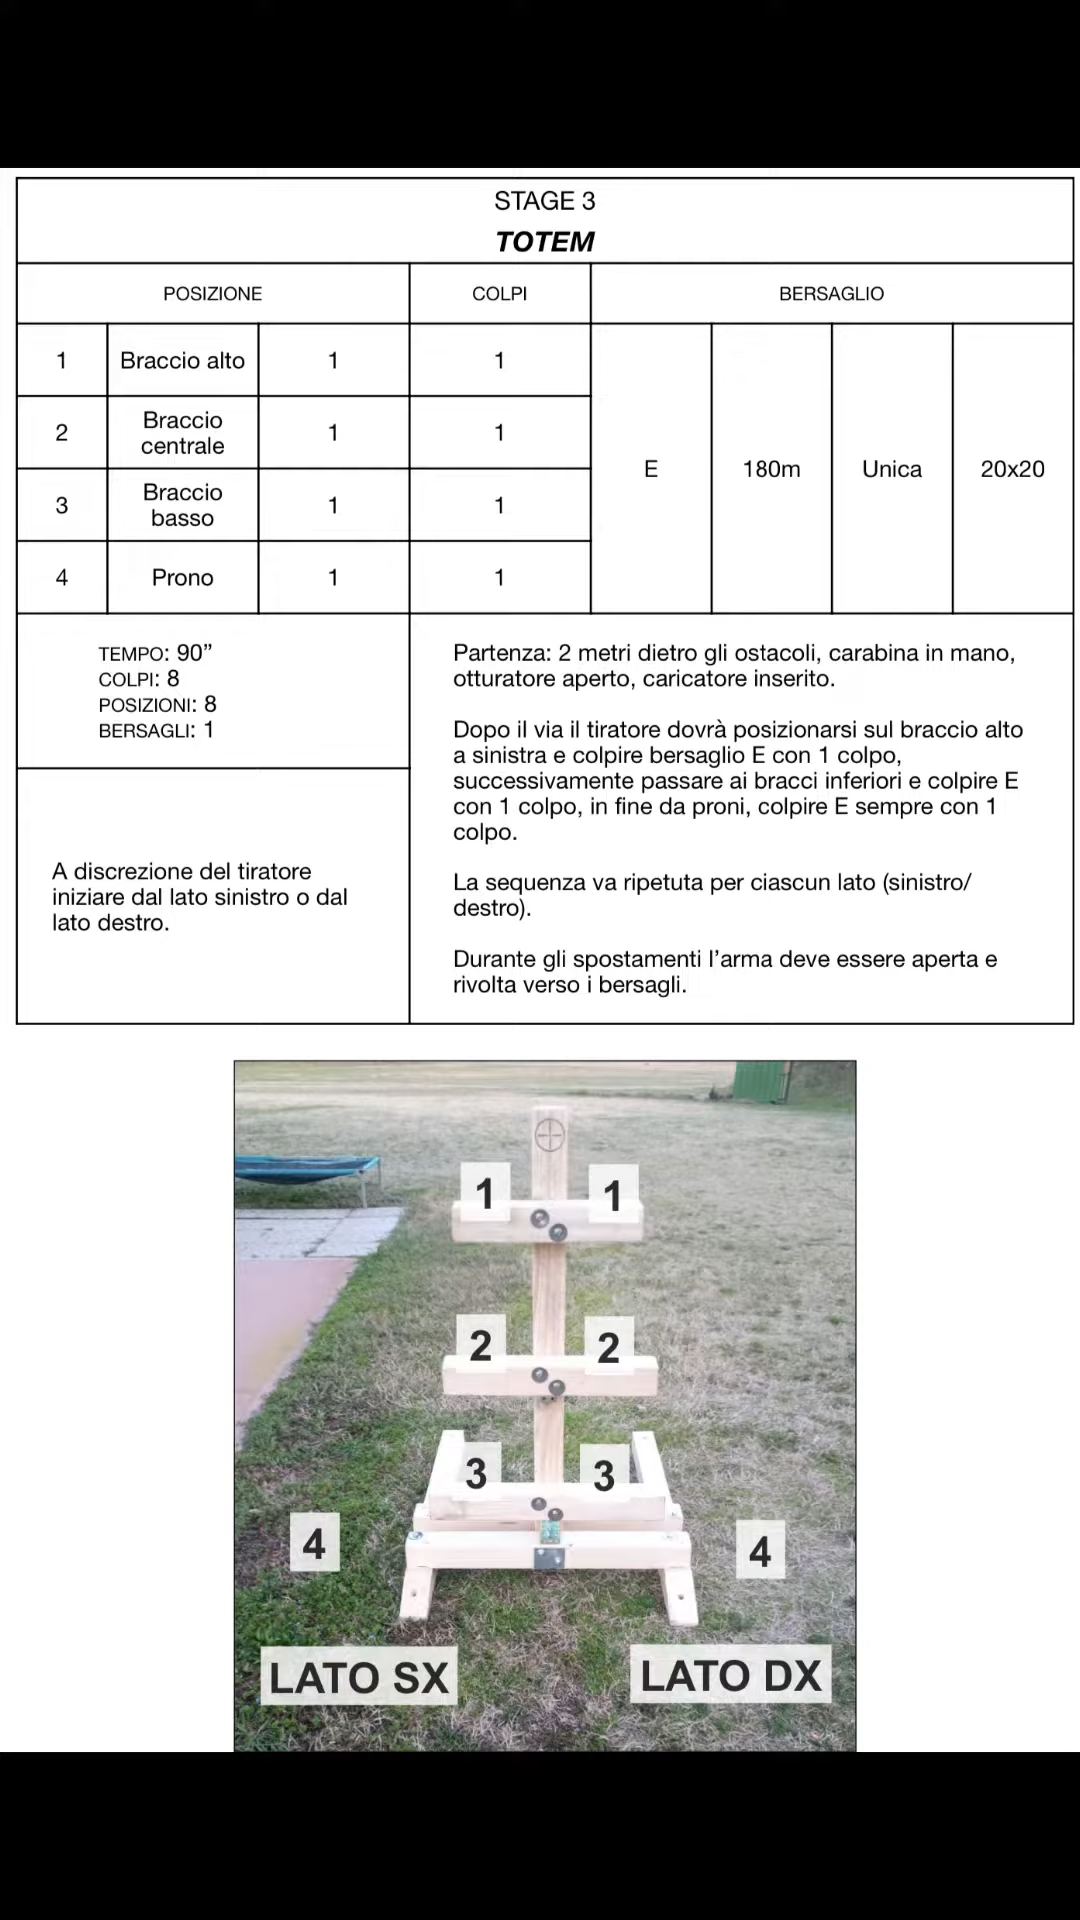 STAGE 3
TOTEM
POSIZIONE COLPI BERSAGLIO
1 Braccio alto 1 1
2 Braccio centrale 1 1
3 Braccio basso 1 1
4 Prono 1 1
E 180m Unica 20x20
TEMPO: 90”
COLPI: 8
POSIZIONI: 8
BERSAGLI: 1
A discrezione del tiratore
iniziare dal lato sinistro o dal
lato destro.
Partenza: 2 metri dietro gli ostacoli, carabina in mano,
otturatore aperto, caricatore inserito.
Dopo il via il tiratore dovrà posizionarsi sul braccio alto
a sinistra e colpire bersaglio E con 1 colpo,
successivamente passare ai bracci inferiori e colpire E
con 1 colpo, in fine da proni, colpire E sempre con 1
colpo.
La sequenza va ripetuta per ciascun lato (sinistro/
destro).
Durante gli spostamenti l’arma deve essere aperta e
rivolta verso i bersagli.
1 1
2 2
3 3
4 4
LATO SX LATO DX